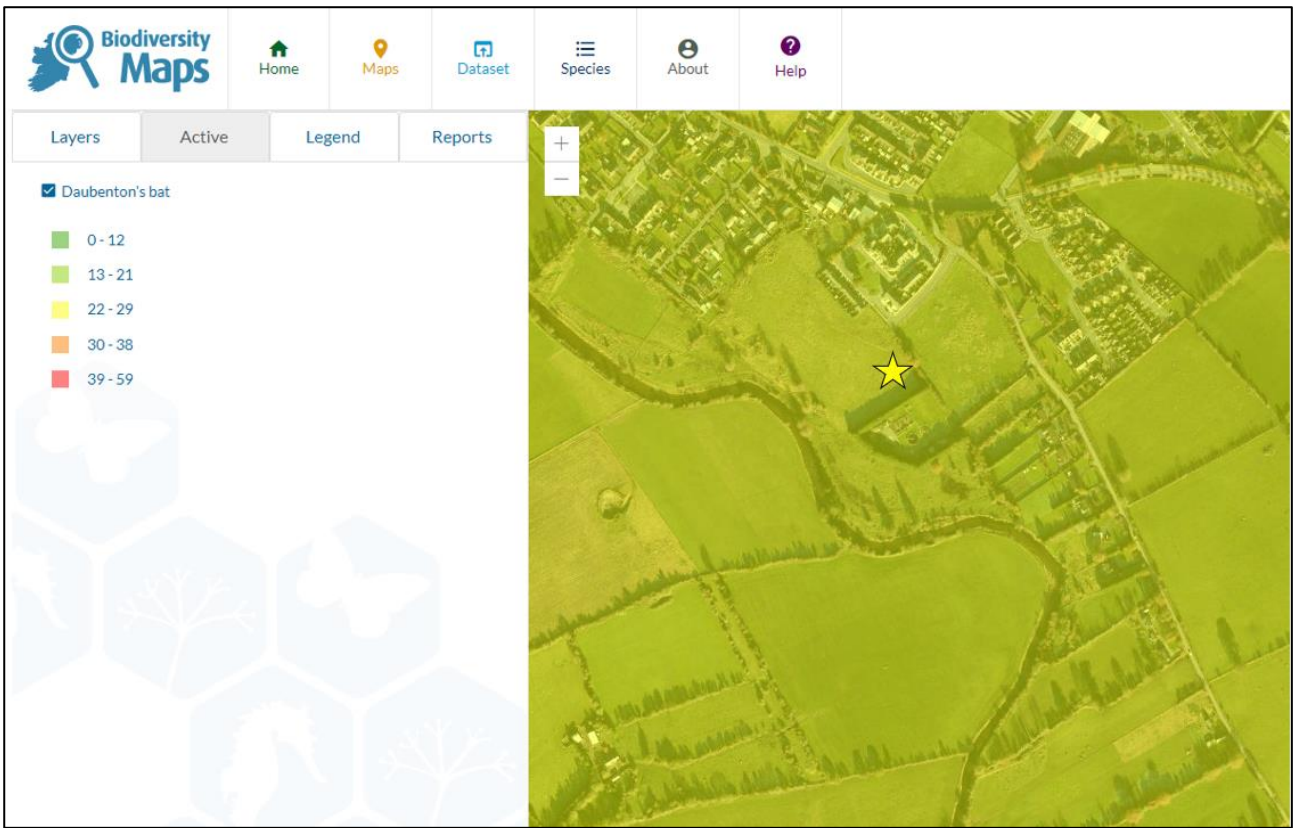 Biodiversity
Maps
Home
Maps
Dataset
Species
About
Help
Layers
Active
Legend
Reports
+
−
Daubenton's bat
0 - 12
13 - 21
22 - 29
30 - 38
39 - 59